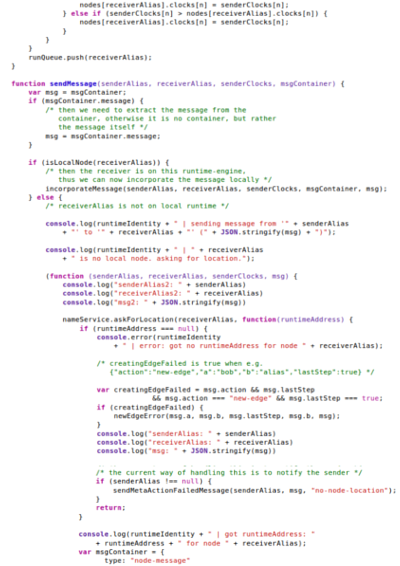 nodes[receiverAlias].clocks[n] = senderClocks[n];
} else if (senderClocks[n] > nodes[receiverAlias].clocks[n]) {
nodes[receiverAlias].clocks[n] = senderClocks[n];
}
}
}
runQueue.push(receiverAlias);
}
function sendMessage(senderAlias, receiverAlias, senderClocks, msgContainer) {
var msg = msgContainer;
if (msgContainer.message) {
/* then we need to extract the message from the
container, otherwise it is no container, but rather
the message itself */
msg = msgContainer.message;
}
if (isLocalNode(receiverAlias)) {
/* then the receiver is on this runtime-engine,
thus we can now incorporate the message locally */
incorporateMessage(senderAlias, receiverAlias, senderClocks, msgContainer, msg);
} else {
/* receiverAlias is not on local runtime */
console.log(runtimeIdentity + " | sending message from '" + senderAlias
+ "' to '" + receiverAlias + "' (" + JSON.stringify(msg) + ")");
console.log(runtimeIdentity + " | " + receiverAlias
+ " is no local node. asking for location.");
(function (senderAlias, receiverAlias, senderClocks, msg) {
console.log("senderAlias2: " + senderAlias)
console.log("receiverAlias2: " + receiverAlias)
console.log("msg2: " + JSON.stringify(msg))
nameService.askForLocation(receiverAlias, function(runtimeAddress) {
if (runtimeAddress === null) {
console.error(runtimeIdentity
+ " | error: got no runtimeAddress for node " + receiverAlias);
/* creatingEdgeFailed is true when e.g.
{"action":"new-edge","a":"bob","b":"alias","lastStep":true} */
var creatingEdgeFailed = msg.action && msg.lastStep
&& msg.action === "new-edge" && msg.lastStep === true;
if (creatingEdgeFailed) {
newEdgeError(msg.a, msg.b, msg.lastStep, msg.b, msg);
}
console.log("senderAlias: " + senderAlias)
console.log("receiverAlias: " + receiverAlias)
console.log("msg: " + JSON.stringify(msg))
/* the current way of handling this is to notify the sender */
if (senderAlias !== null) {
sendMetaActionFailedMessage(senderAlias, msg, "no-node-location");
}
return;
}
console.log(runtimeIdentity + " | got runtimeAddress: "
+ runtimeAddress + " for node " + receiverAlias);
var msgContainer = {
type: "node-message"